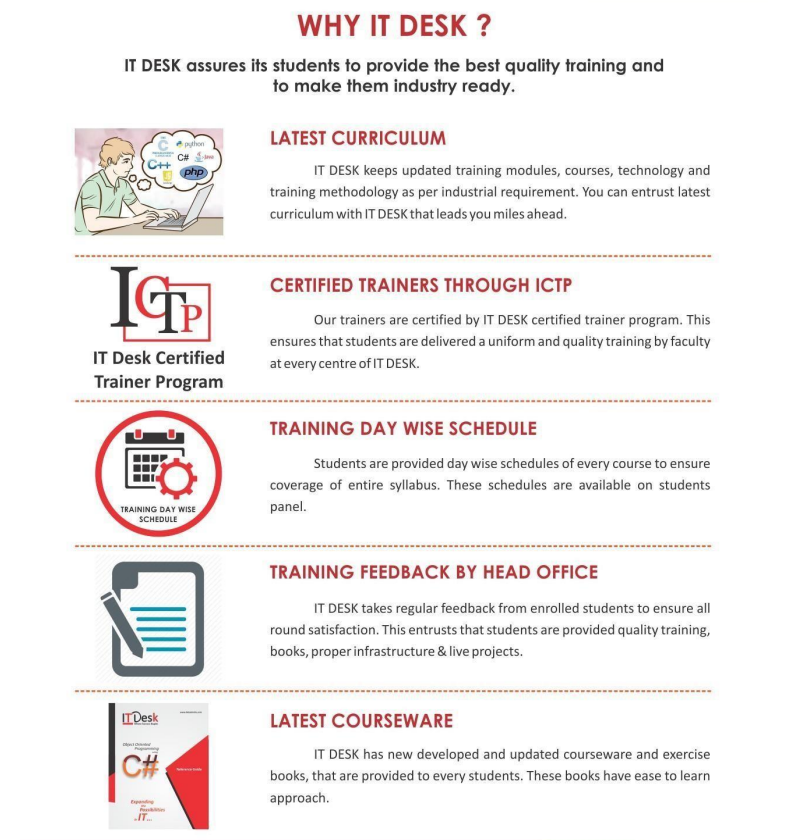 WHY IT DESK ?
IT DESK assures its students to provide the best quality training and
to make them industry ready.
C
python
C#
Java
C++
php
LATEST CURRICULUM
IT DESK keeps updated training modules, courses, technology and
training methodology as per industrial requirement. You can entrust latest
curriculum with IT DESK that leads you miles ahead.
ICTP
IT Desk Certified
Trainer Program
CERTIFIED TRAINERS THROUGH ICTP
Our trainers are certified by IT DESK certified trainer program. This
ensures that students are delivered a uniform and quality training by faculty
at every centre of IT DESK.
TRAINING DAY WISE
SCHEDULE
TRAINING DAY WISE SCHEDULE
Students are provided day wise schedules of every course to ensure
coverage of entire syllabus. These schedules are available on students
panel.
TRAINING FEEDBACK BY HEAD OFFICE
IT DESK takes regular feedback from enrolled students to ensure all
round satisfaction. This entrusts that students are provided quality training,
books, proper infrastructure & live projects.
ITDesk
Object Oriented
Programming
C#
Reference Guide
Expanding
the
Possibilities
in IT
LATEST COURSEWARE
IT DESK has new developed and updated courseware and exercise
books, that are provided to every students. These books have ease to learn
approach.